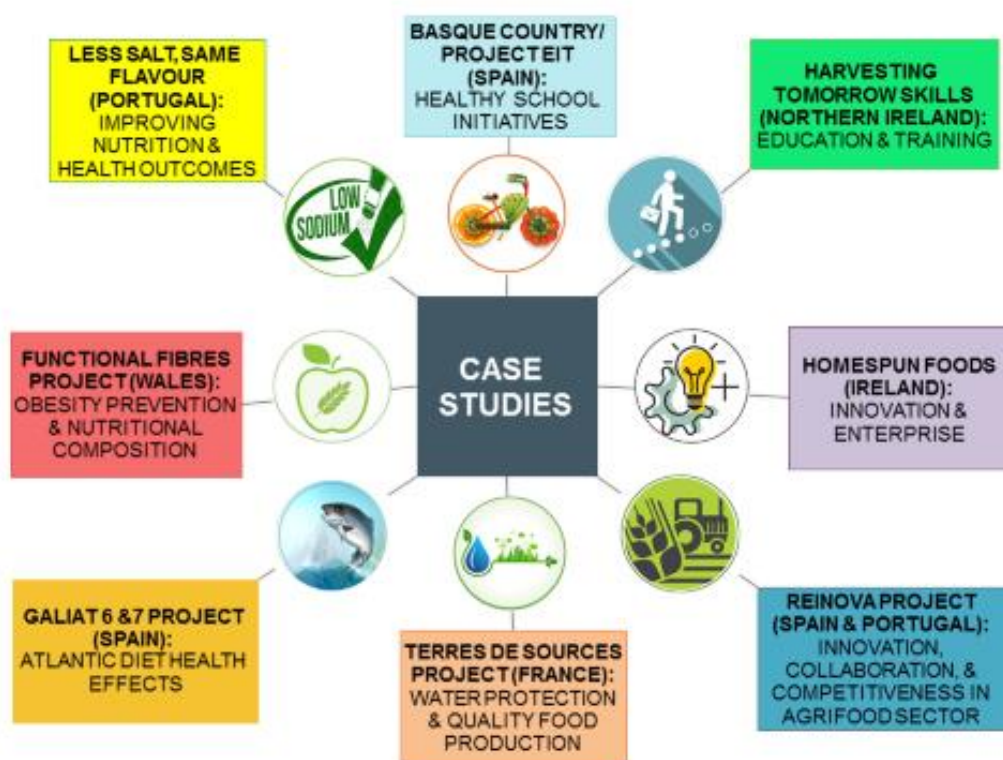 LESS SALT, SAME
FLAVOUR
(PORTUGAL):
IMPROVING
NUTRITION &
HEALTH OUTCOMES
BASQUE COUNTRY/
PROJECT EIT
(SPAIN):
HEALTHY SCHOOL
INITIATIVES
HARVESTING
TOMORROW SKILLS
(NORTHERN IRELAND):
EDUCATION & TRAINING
LOW
SODIUM
FUNCTIONAL FIBRES
PROJECT (WALES):
OBESITY PREVENTION
& NUTRITIONAL
COMPOSITION
CASE
STUDIES
HOMESPUN FOODS
(IRELAND):
INNOVATION &
ENTERPRISE
GALIAT 6 &7 PROJECT
(SPAIN):
ATLANTIC DIET HEALTH
EFFECTS
TERRES DE SOURCES
PROJECT (FRANCE):
WATER PROTECTION
& QUALITY FOOD
PRODUCTION
REINOVA PROJECT
(SPAIN & PORTUGAL):
INNOVATION,
COLLABORATION, &
COMPETITIVENESS IN
AGRIFOOD SECTOR